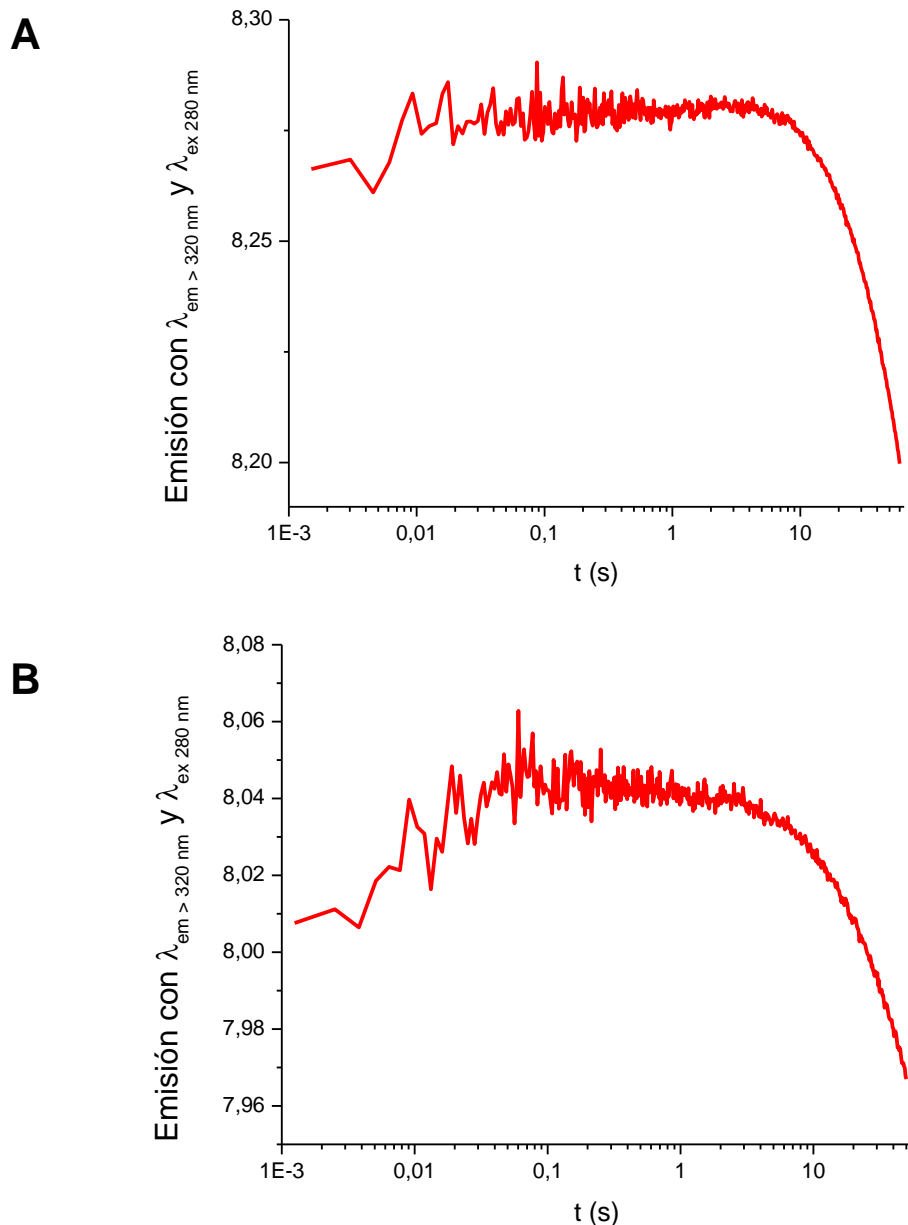 A
8,30
8,25
8,20
Emisión con λem > 320 nm y λex 280 nm
1E-3 0,01 0,1 1 10
t (s)
B
8,08
8,06
8,04
8,02
8,00
7,98
7,96
Emisión con λem > 320 nm y λex 280 nm
1E-3 0,01 0,1 1 10
t (s)